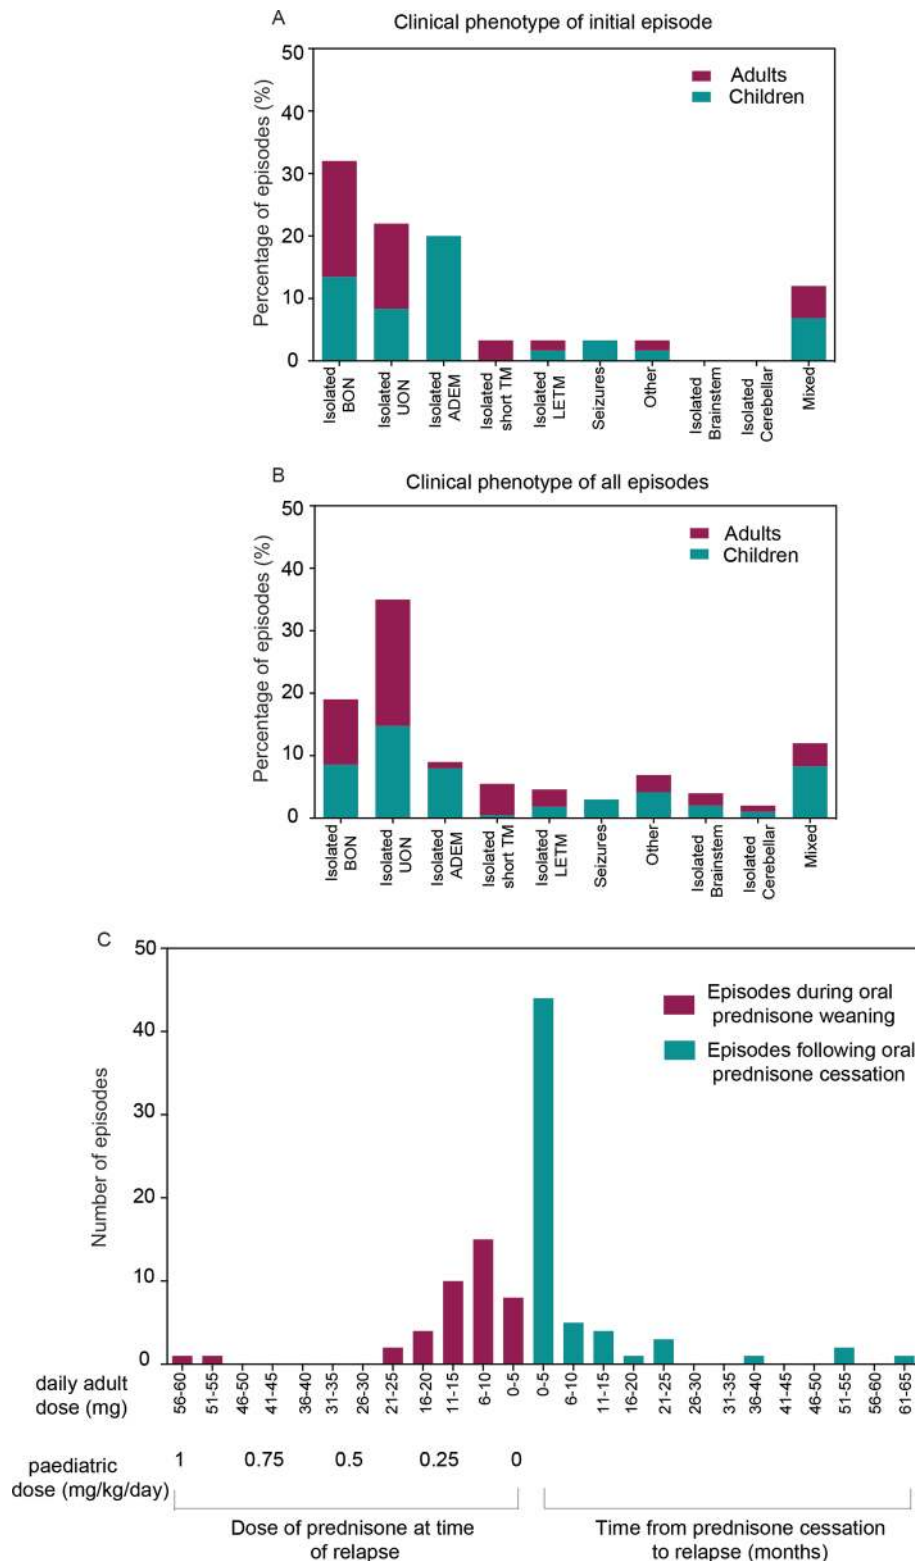 A
Clinical phenotype of initial episode
50
40
30
20
10
0
Percentage of episodes (%)
Adults
Children
Isolated
BON
Isolated
UON
Isolated
ADEM
Isolated
short TM
Isolated
LETM
Seizures
Other
Isolated
Brainstem
Isolated
Cerebellar
Mixed
B
Clinical phenotype of all episodes
50
40
30
20
10
0
Percentage of episodes (%)
Adults
Children
Isolated
BON
Isolated
UON
Isolated
ADEM
Isolated
short TM
Isolated
LETM
Seizures
Other
Isolated
Brainstem
Isolated
Cerebellar
Mixed
C
50
40
30
20
10
0
Number of episodes
Episodes during oral
prednisone weaning
Episodes following oral
prednisone cessation
daily adult
dose (mg)
56-60
51-55
46-50
41-45
36-40
31-35
26-30
21-25
16-20
11-15
6-10
0-5
0-5
6-10
11-15
16-20
21-25
26-30
31-35
36-40
41-45
46-50
51-55
56-60
61-65
paediatric
dose (mg/kg/day)
1
0.75
0.5
0.25
0
Dose of prednisone at time
of relapse
Time from prednisone cessation
to relapse (months)